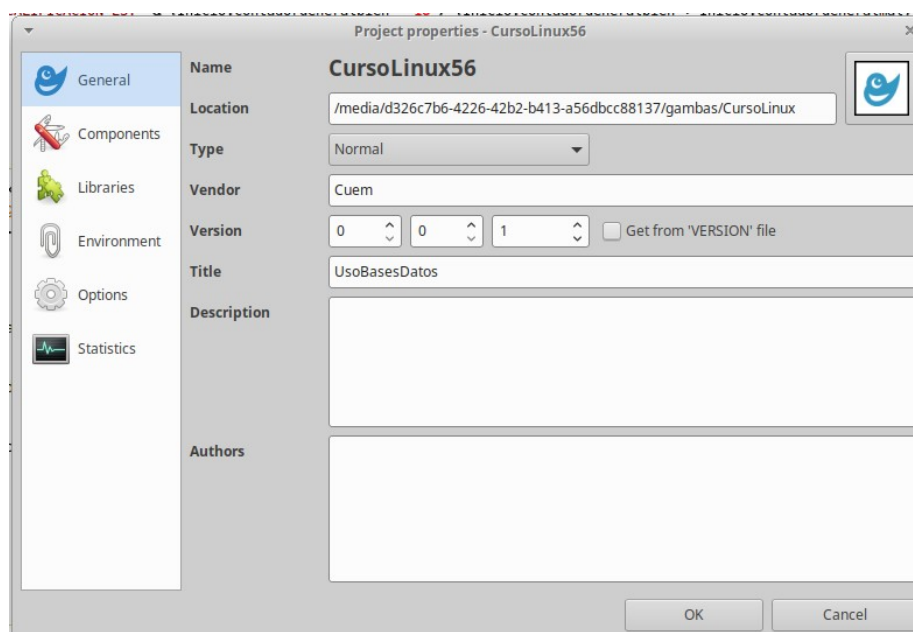 Project properties - CursoLinux56
General
Components
Libraries
Environment
Options
Statistics
Name CursoLinux56
Location /media/d326c7b6-4226-42b2-b413-a56dbcc88137/gambas/CursoLinux
Type Normal
Vendor Cuem
Version 0 0 1 Get from 'VERSION' file
Title UsoBasesDatos
Description
Authors
OK Cancel